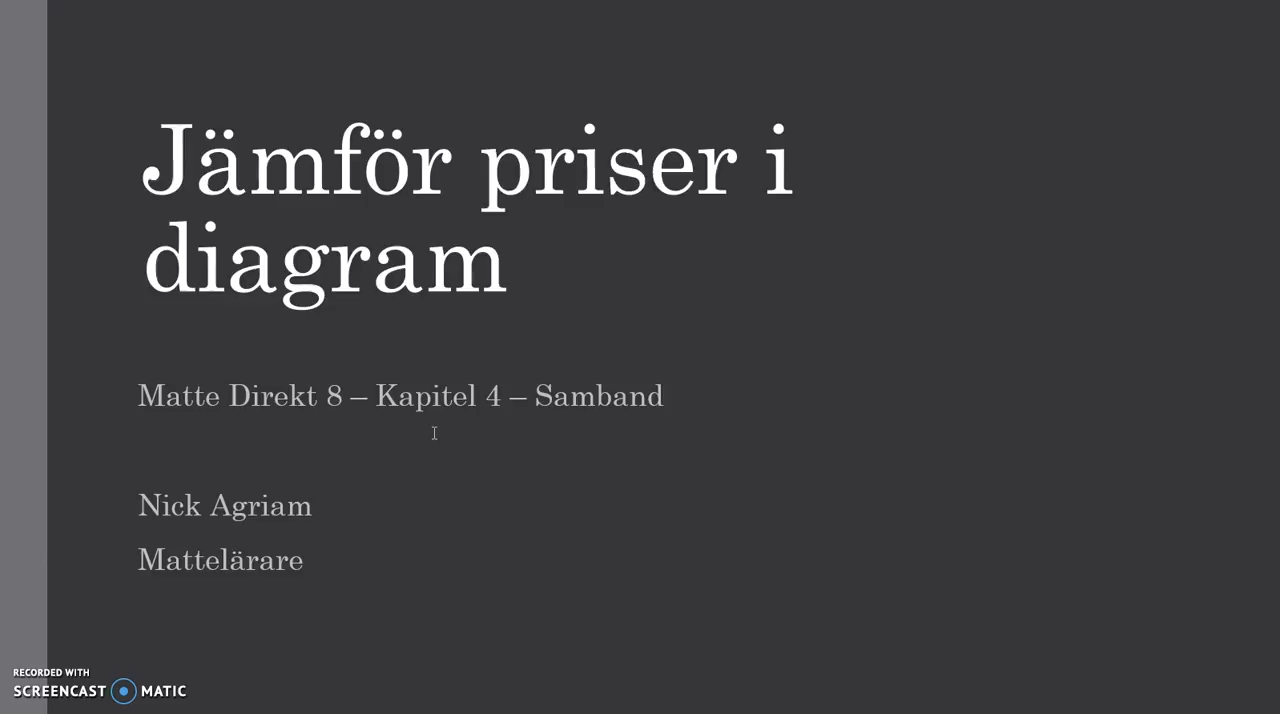 Jämför priser i
diagram
Matte Direkt 8 – Kapitel 4 – Samband
Nick Agriam
Mattelärare
RECORDED WITH
SCREENCAST MATIC